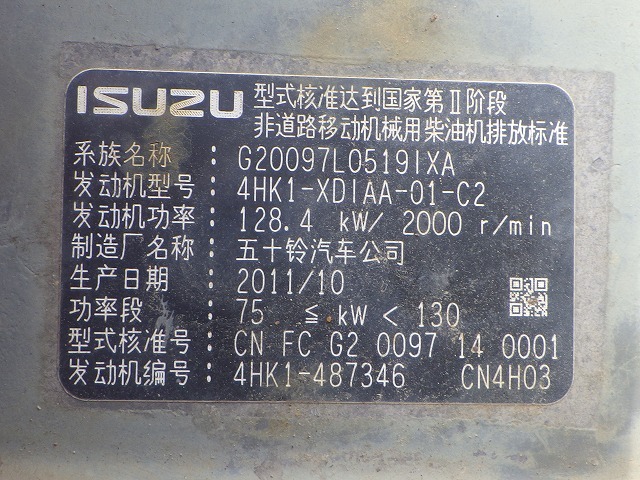 ISUZU 型式核准达到国家第Ⅱ阶段
非道路移动机械用柴油机排放标准
系族名称：G20097L0519IXA
发动机型号：4HK1-XDIAA-01-C2
发动机功率：128.4 kW/ 2000 r/min
制造厂名称：五十铃汽车公司
生产日期：2011/10
功率段：75 ≦ kW < 130
型式核准号：CN FC G2 0097 14 0001
发动机编号：4HK1-487346 CN4H03